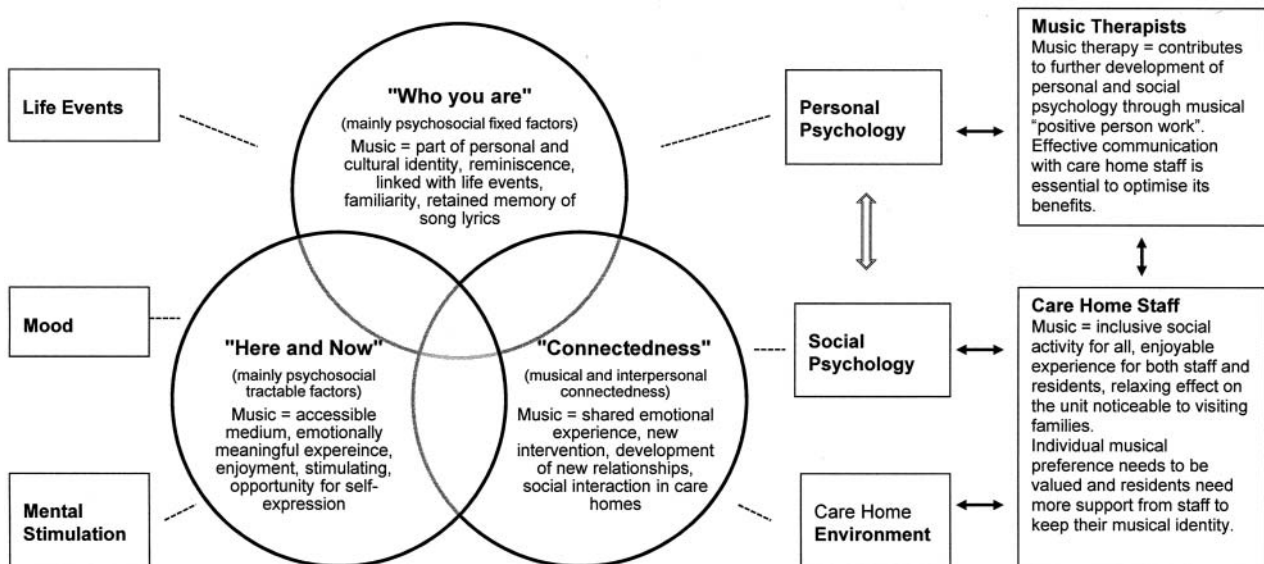 Life Events
Mood
Mental
Stimulation
"Who you are"
(mainly psychosocial fixed factors)
Music = part of personal and
cultural identity, reminiscence,
linked with life events,
familiarity, retained memory of
song lyrics
"Here and Now"
(mainly psychosocial
tractable factors)
Music = accessible
medium, emotionally
meaningful expereince,
enjoyment, stimulating,
opportunity for self-
expression
"Connectedness"
(musical and interpersonal
connectedness)
Music = shared emotional
experience, new
intervention, development
of new relationships,
social interaction in care
homes
Personal
Psychology
Social
Psychology
Care Home
Environment
Music Therapists
Music therapy = contributes
to further development of
personal and social
psychology through musical
“positive person work”.
Effective communication
with care home staff is
essential to optimise its
benefits.
Care Home Staff
Music = inclusive social
activity for all, enjoyable
experience for both staff and
residents, relaxing effect on
the unit noticeable to visiting
families.
Individual musical
preference needs to be
valued and residents need
more support from staff to
keep their musical identity.